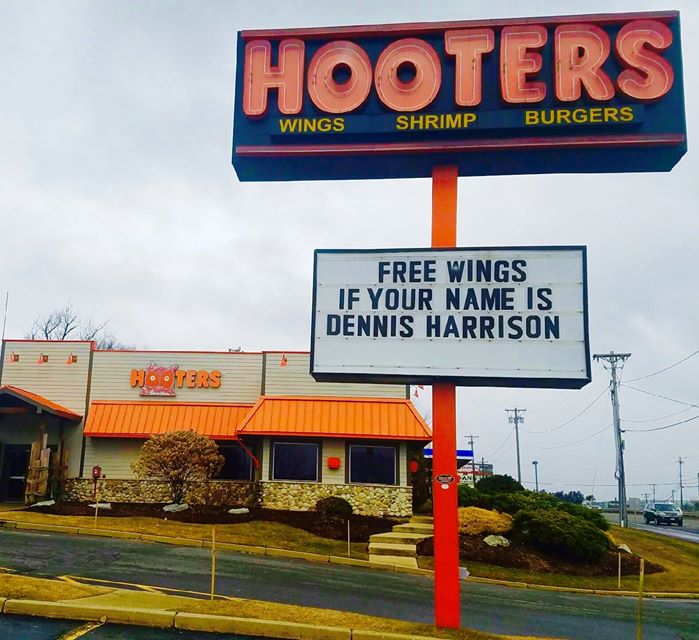 HOOTERS
WINGS SHRIMP BURGERS
FREE WINGS
IF YOUR NAME IS
DENNIS HARRISON
HOOTERS